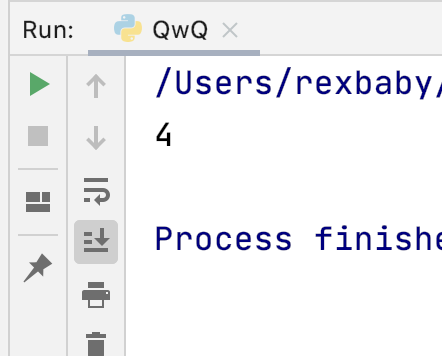 Run: QwQ
/Users/rexbaby/
4
Process finishe